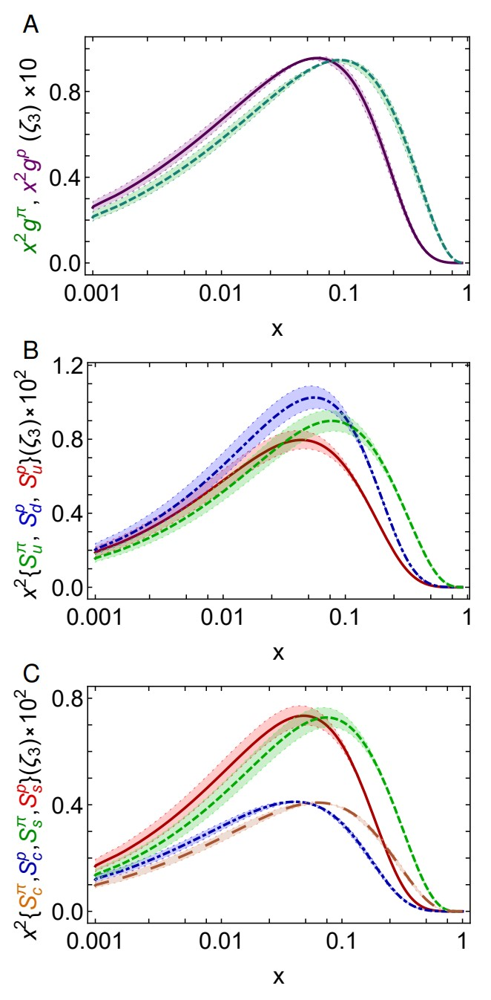 A
x²g^π , x²g^p (ζ₃) ×10
0.8
0.4
0.0
0.001 0.01 0.1 1
x
B
x²{S_u^π , S_d^p, S_u^p}(ζ₃)×10²
1.2
0.8
0.4
0.0
0.001 0.01 0.1 1
x
C
x²{S_c^π ,S_c^p,S_s^π,S_s^p}(ζ₃)×10²
0.8
0.4
0.0
0.001 0.01 0.1 1
x